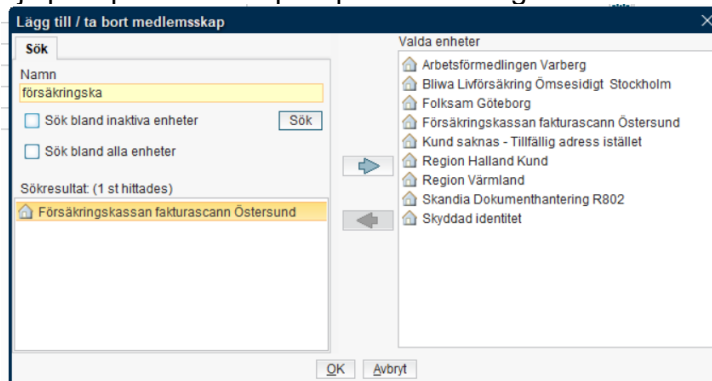 Lägg till / ta bort medlemsskap
Sök
Namn
försäkringska
Sök bland inaktiva enheter
Sök
Sök bland alla enheter
Sökresultat: (1 st hittades)
Försäkringskassan fakturascann Östersund
Valda enheter
Arbetsförmedlingen Varberg
Bliwa Livförsäkring Ömsesidigt  Stockholm
Folksam Göteborg
Försäkringskassan fakturascann Östersund
Kund saknas - Tillfällig adress istället
Region Halland Kund
Region Värmland
Skandia Dokumenthantering R802
Skyddad identitet
OK
Avbryt